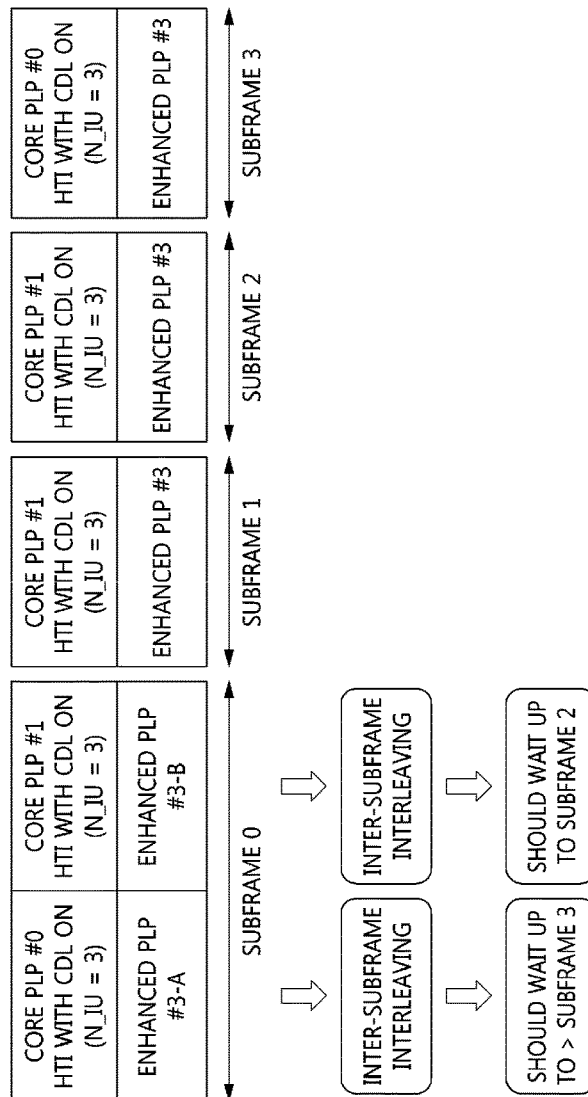 CORE PLP #0
HTI WITH CDL ON
(N_IU = 3)
ENHANCED PLP
#3-A
CORE PLP #1
HTI WITH CDL ON
(N_IU = 3)
ENHANCED PLP
#3-B
SUBFRAME 0
CORE PLP #1
HTI WITH CDL ON
(N_IU = 3)
ENHANCED PLP #3
SUBFRAME 1
CORE PLP #1
HTI WITH CDL ON
(N_IU = 3)
ENHANCED PLP #3
SUBFRAME 2
CORE PLP #0
HTI WITH CDL ON
(N_IU = 3)
ENHANCED PLP #3
SUBFRAME 3
INTER-SUBFRAME
INTERLEAVING
INTER-SUBFRAME
INTERLEAVING
SHOULD WAIT UP
TO > SUBFRAME 3
SHOULD WAIT UP
TO SUBFRAME 2